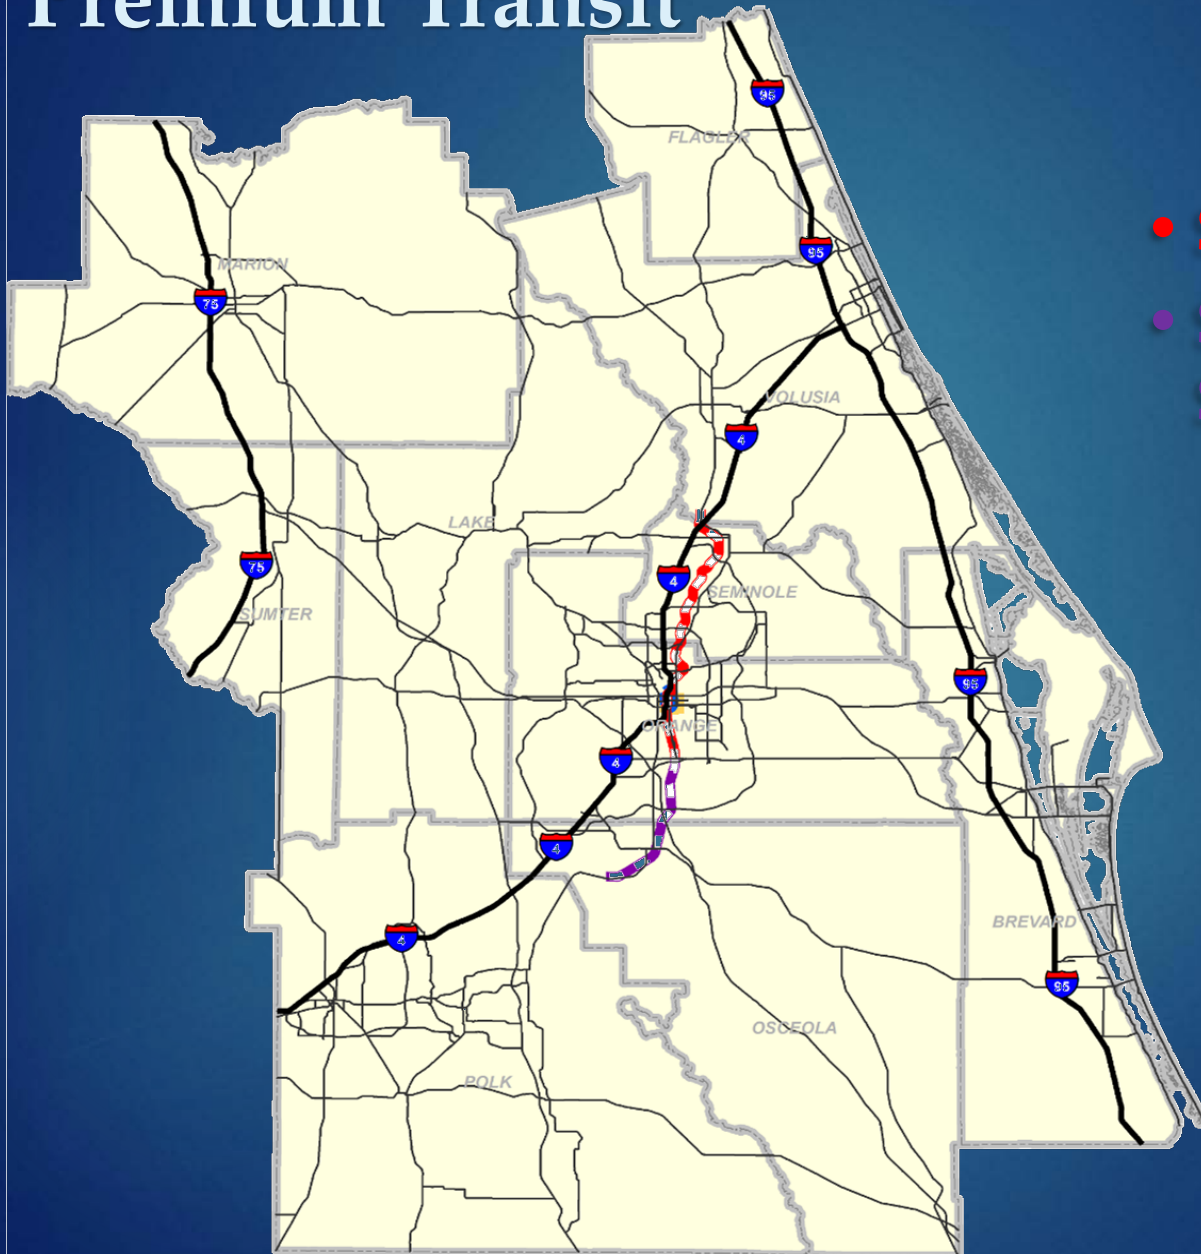 Premium Transit
95
FLAGLER
95
MARION
75
VOLUSIA
4
LAKE
75
4
SEMINOLE
SUMTER
95
ORANGE
4
4
BREVARD
4
95
OSCEOLA
POLK